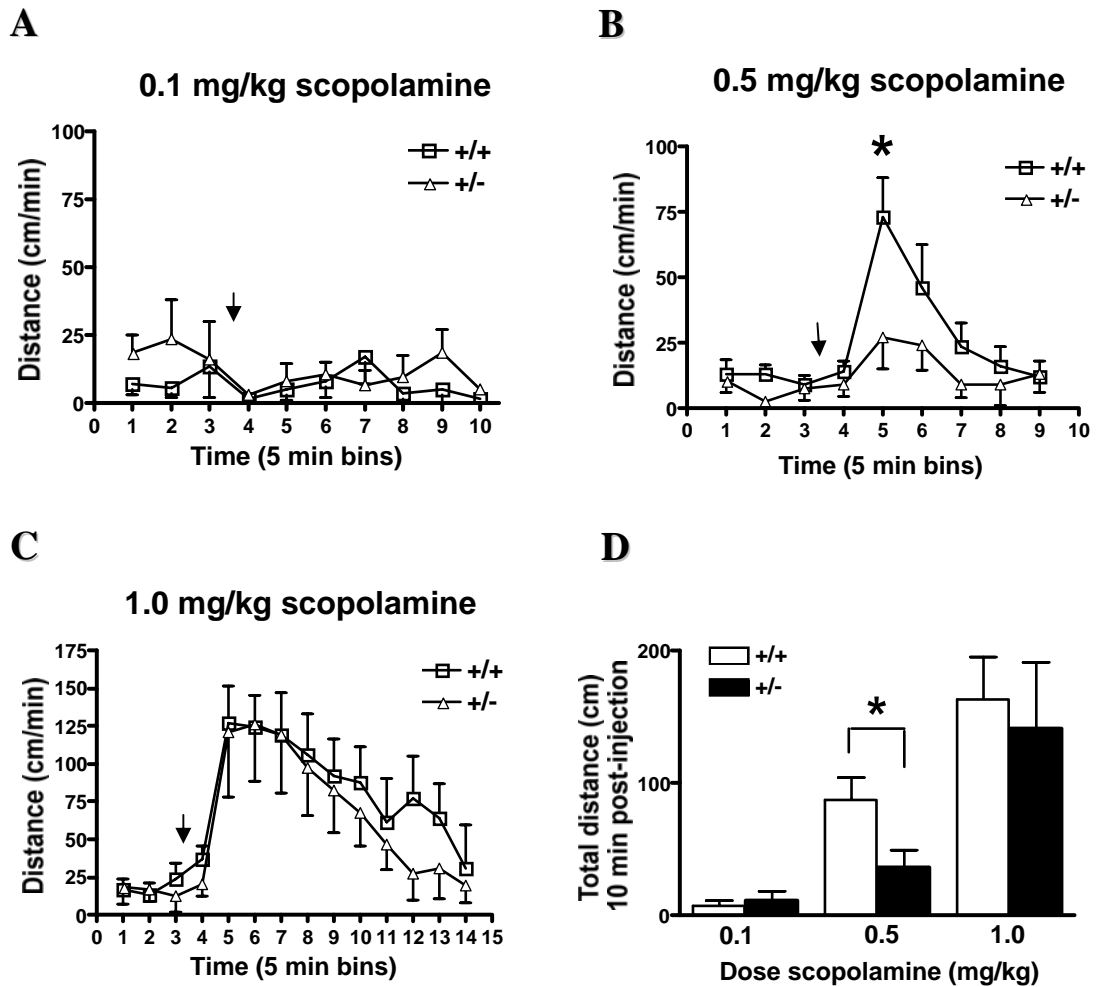 A
0.1 mg/kg scopolamine
+/+
+/-
Distance (cm/min)
100
75
50
25
0
0 1 2 3 4 5 6 7 8 9 10
Time (5 min bins)
B
0.5 mg/kg scopolamine
*
+/+
+/-
Distance (cm/min)
100
75
50
25
0
0 1 2 3 4 5 6 7 8 9 10
Time (5 min bins)
C
1.0 mg/kg scopolamine
+/+
+/-
Distance (cm/min)
175
150
125
100
75
50
25
0
0 1 2 3 4 5 6 7 8 9 10 11 12 13 14 15
Time (5 min bins)
D
+/+
+/-
*
Total distance (cm)
10 min post-injection
200
100
0
0.1 0.5 1.0
Dose scopolamine (mg/kg)